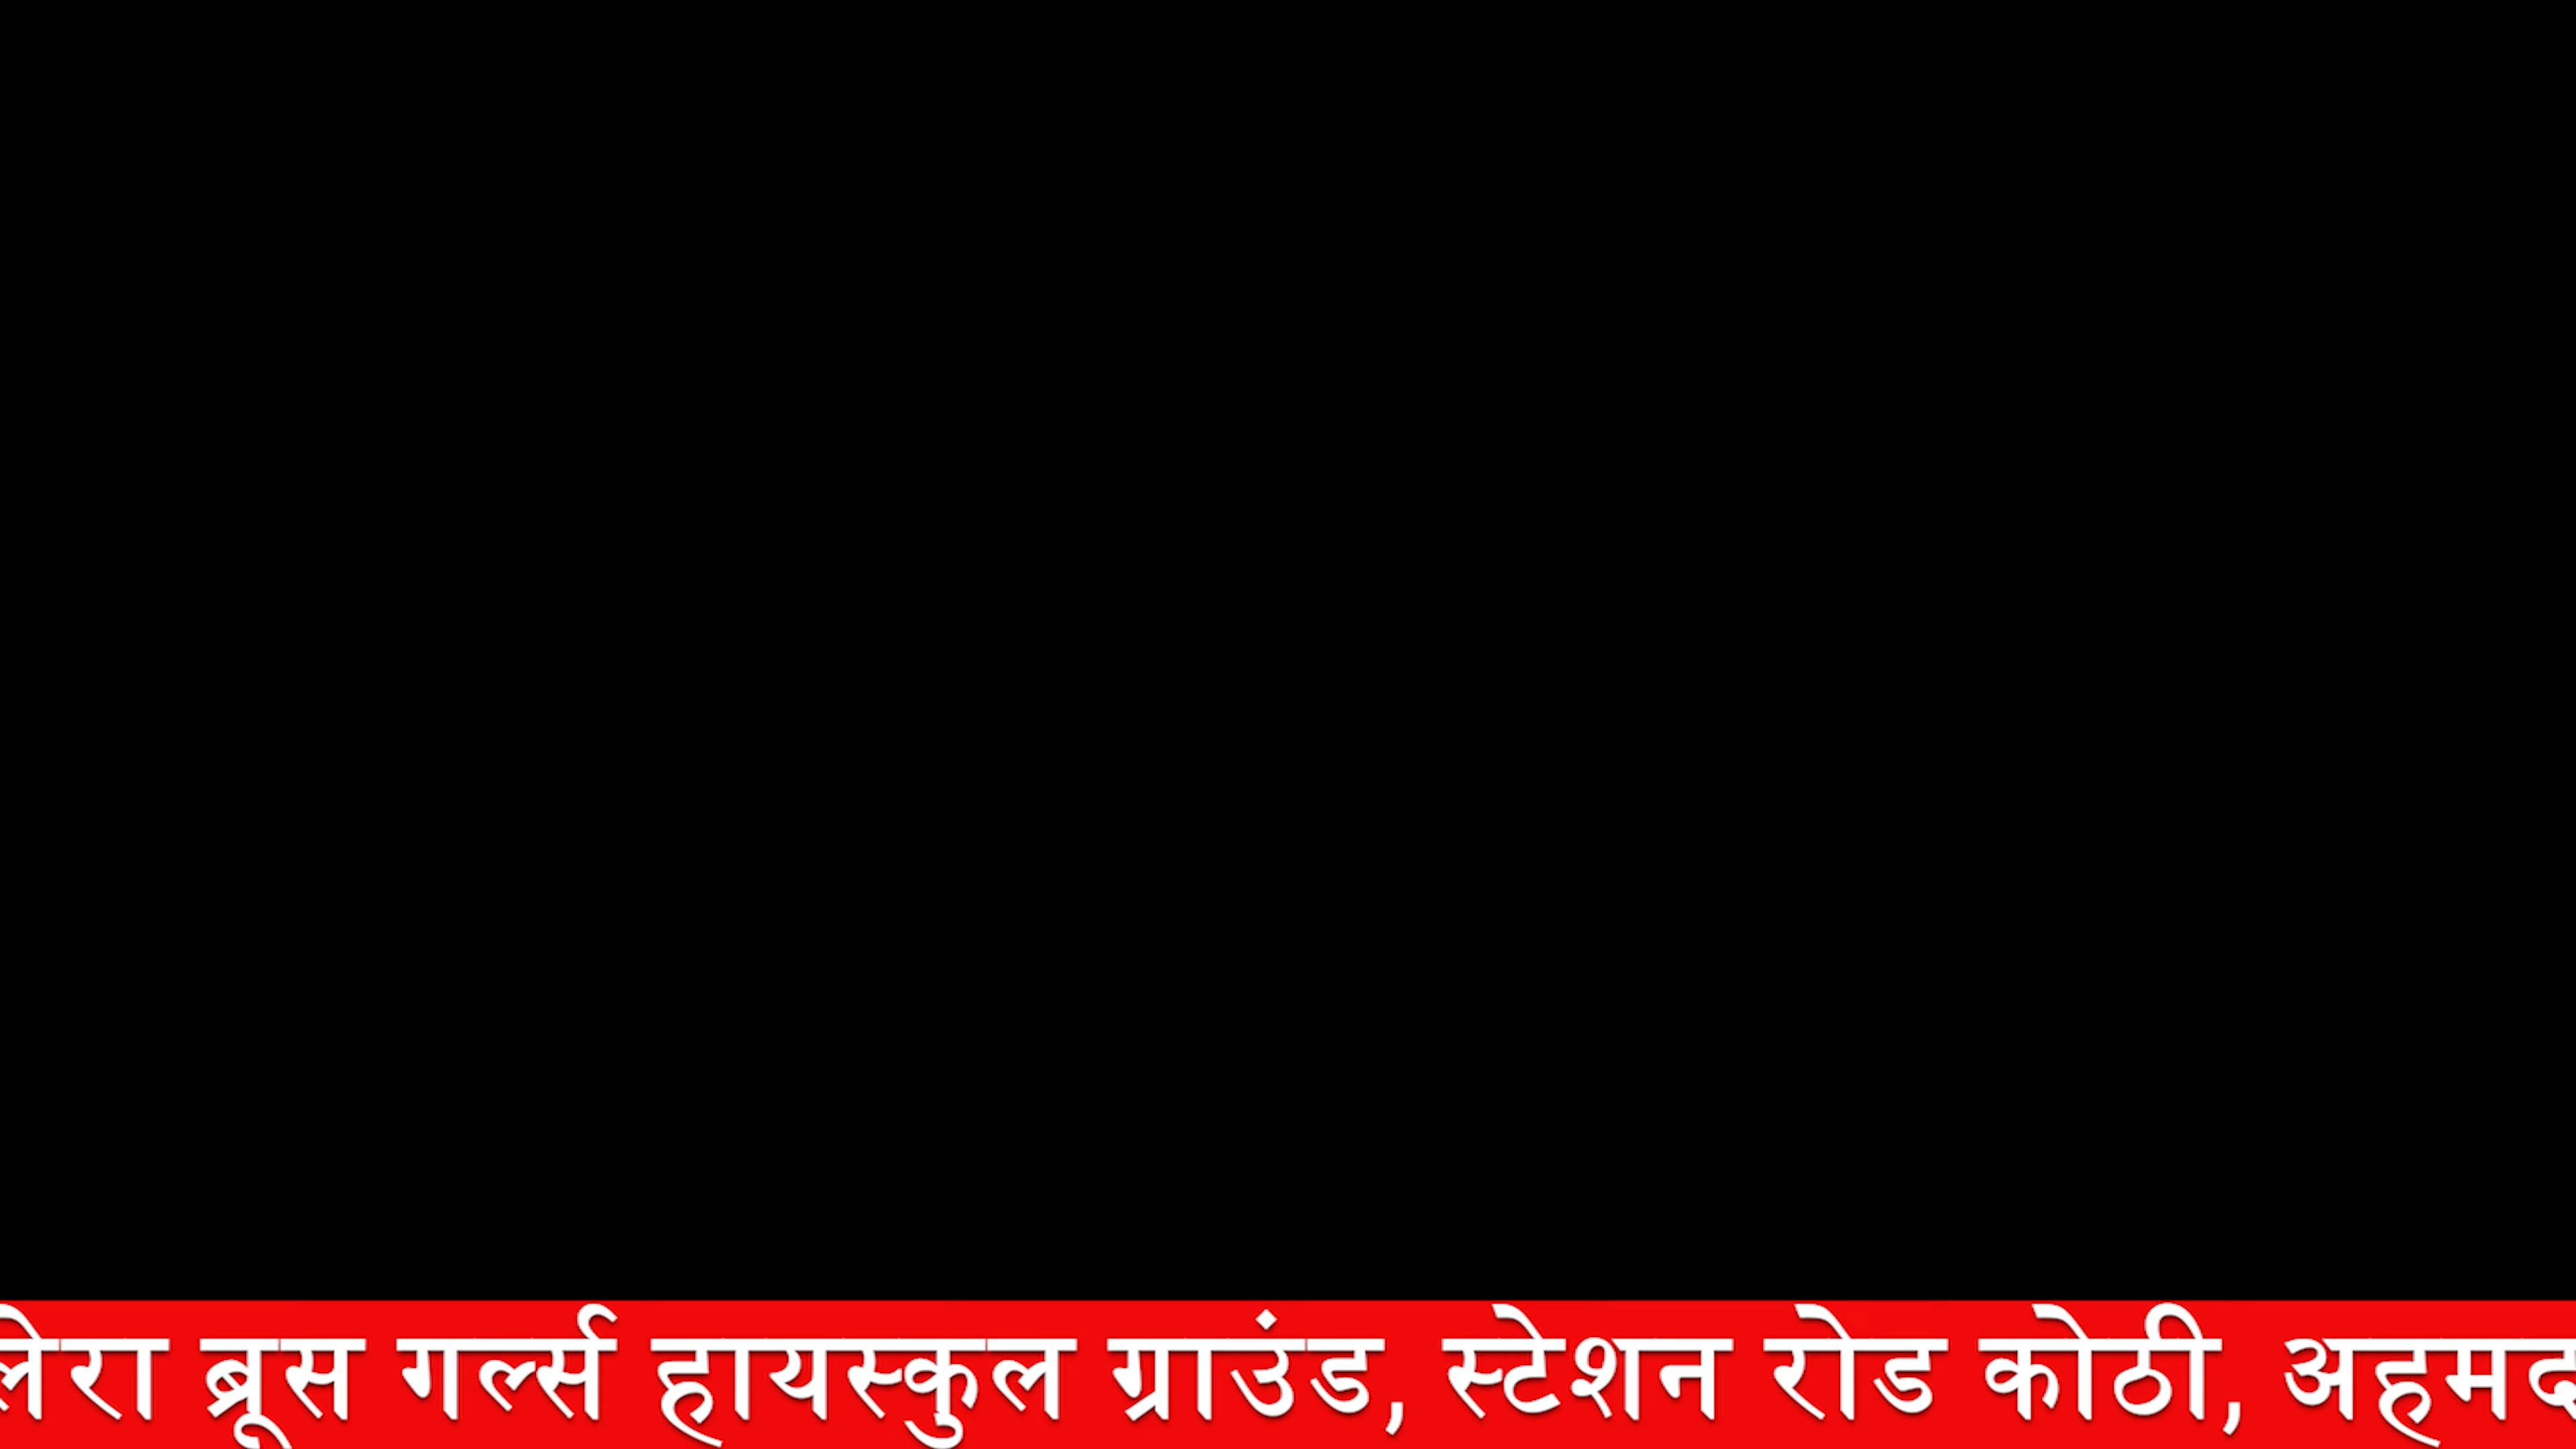 लेरा ब्रूस गर्ल्स हायस्कुल ग्राउंड, स्टेशन रोड कोठी, अहमद